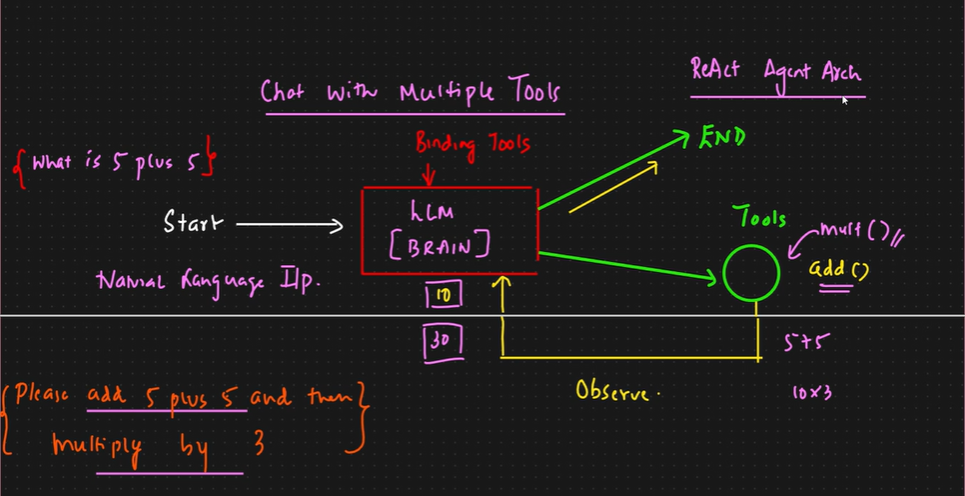 ReAct Agent Arch
Chat With Multiple Tools
Binding Tools
{What is 5 plus 5}
END
Start
LLM
[BRAIN]
Tools
mult()//
add()
Natural Language I/p.
10
30
5+5
Observe.
10x3
{Please add 5 plus 5 and then
multiply by 3}